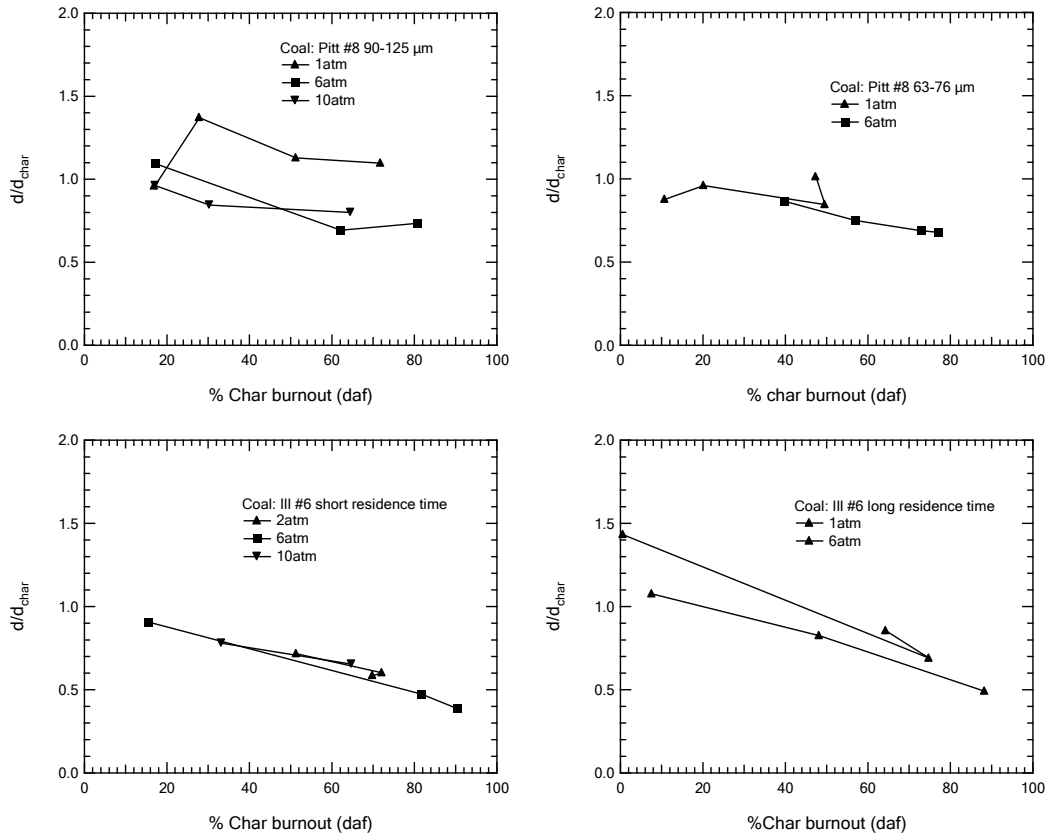 2.0
1.5
1.0
0.5
0.0
d/dchar
0 20 40 60 80 100
% Char burnout (daf)
Coal: Pitt #8 90-125 µm
1atm
6atm
10atm
2.0
1.5
1.0
0.5
0.0
d/dchar
0 20 40 60 80 100
% char burnout (daf)
Coal: Pitt #8 63-76 µm
1atm
6atm
2.0
1.5
1.0
0.5
0.0
d/dchar
0 20 40 60 80 100
% Char burnout (daf)
Coal: Ill #6 short residence time
2atm
6atm
10atm
2.0
1.5
1.0
0.5
0.0
d/dchar
0 20 40 60 80 100
%Char burnout (daf)
Coal: Ill #6 long residence time
1atm
6atm